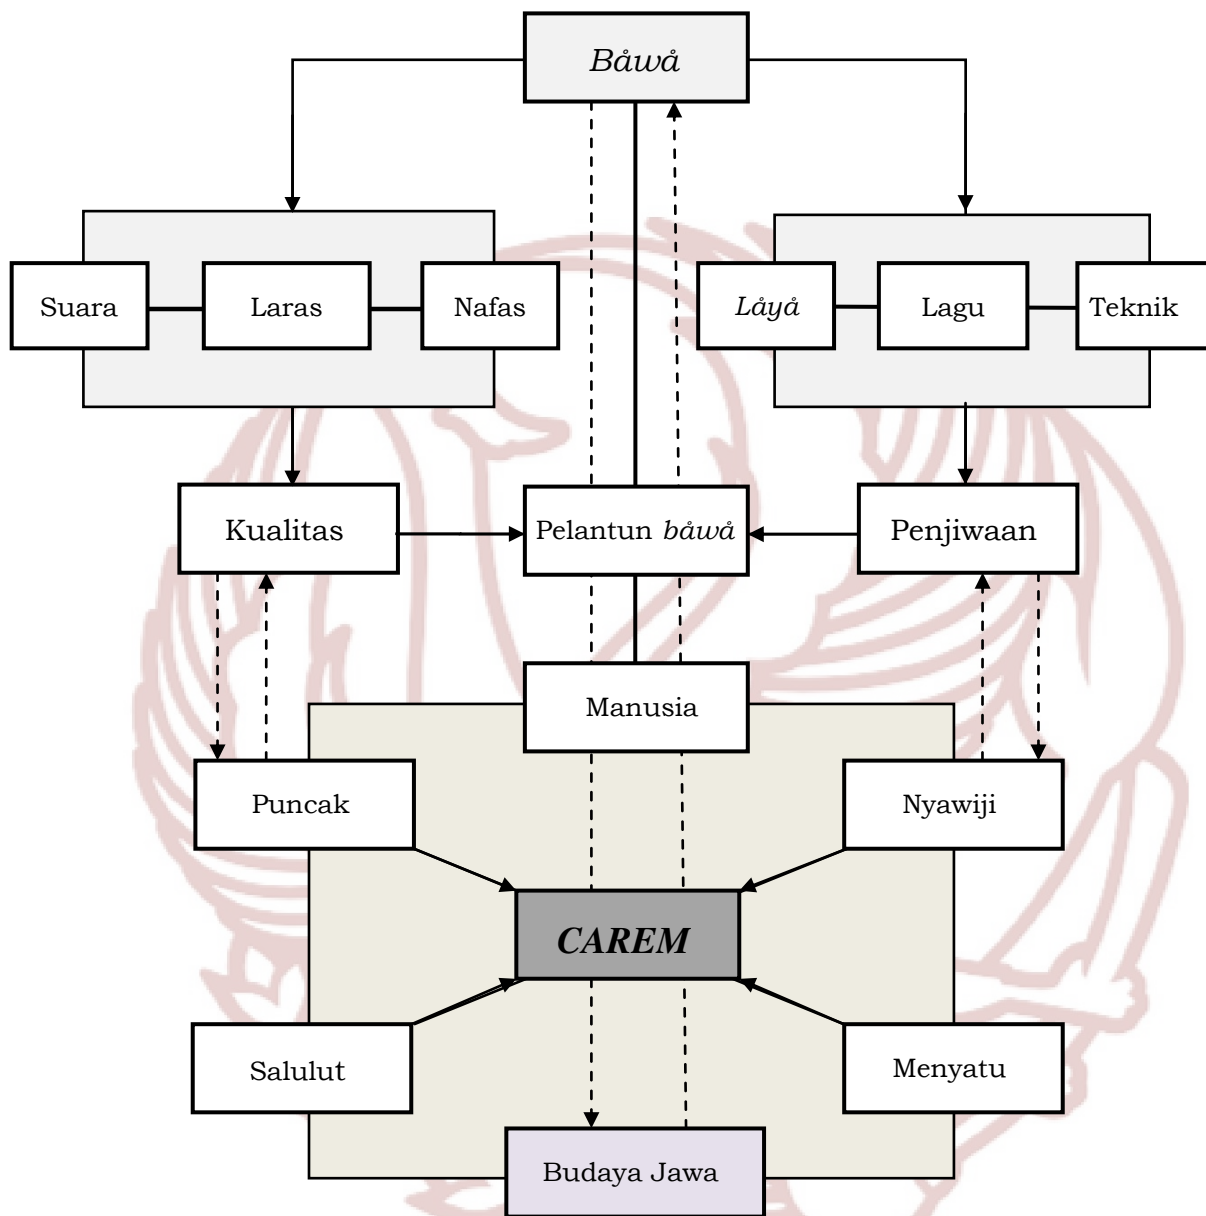 Båwå
Suara
Laras
Nafas
Låyå
Lagu
Teknik
Kualitas
Pelantun båwå
Penjiwaan
Manusia
Puncak
Nyawiji
CAREM
Salulut
Menyatu
Budaya Jawa